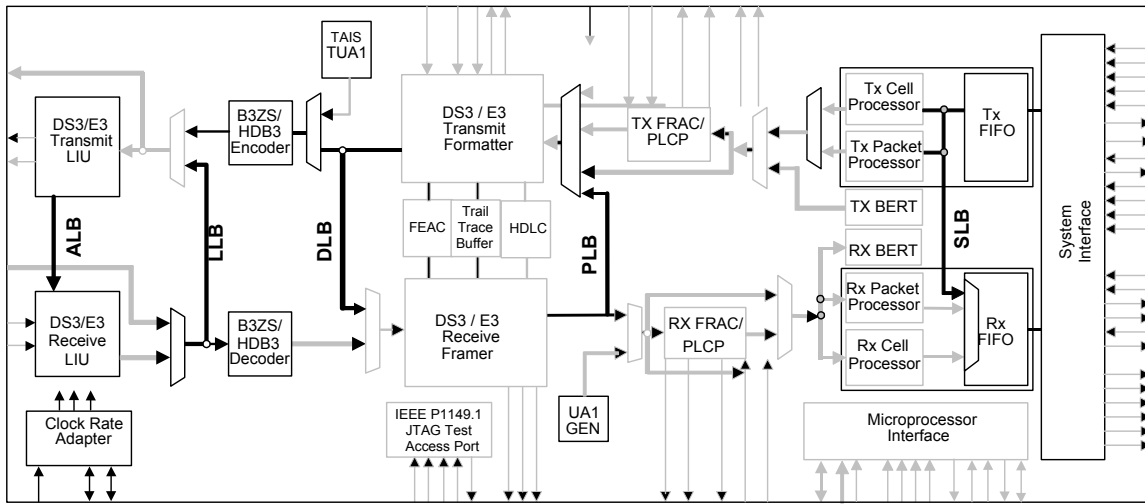 TAIS
TUA1
DS3/E3
Transmit
LIU
B3ZS/
HDB3
Encoder
DS3 / E3
Transmit
Formatter
TX FRAC/
PLCP
Tx Cell
Processor
Tx Packet
Processor
Tx
FIFO
TX BERT
ALB
LLB
DLB
FEAC
Trail
Trace
Buffer
HDLC
PLB
SLB
System
Interface
RX BERT
DS3/E3
Receive
LIU
B3ZS/
HDB3
Decoder
DS3 / E3
Receive
Framer
RX FRAC/
PLCP
Rx Packet
Processor
Rx Cell
Processor
Rx
FIFO
Clock Rate
Adapter
IEEE P1149.1
JTAG Test
Access Port
UA1
GEN
Microprocessor
Interface